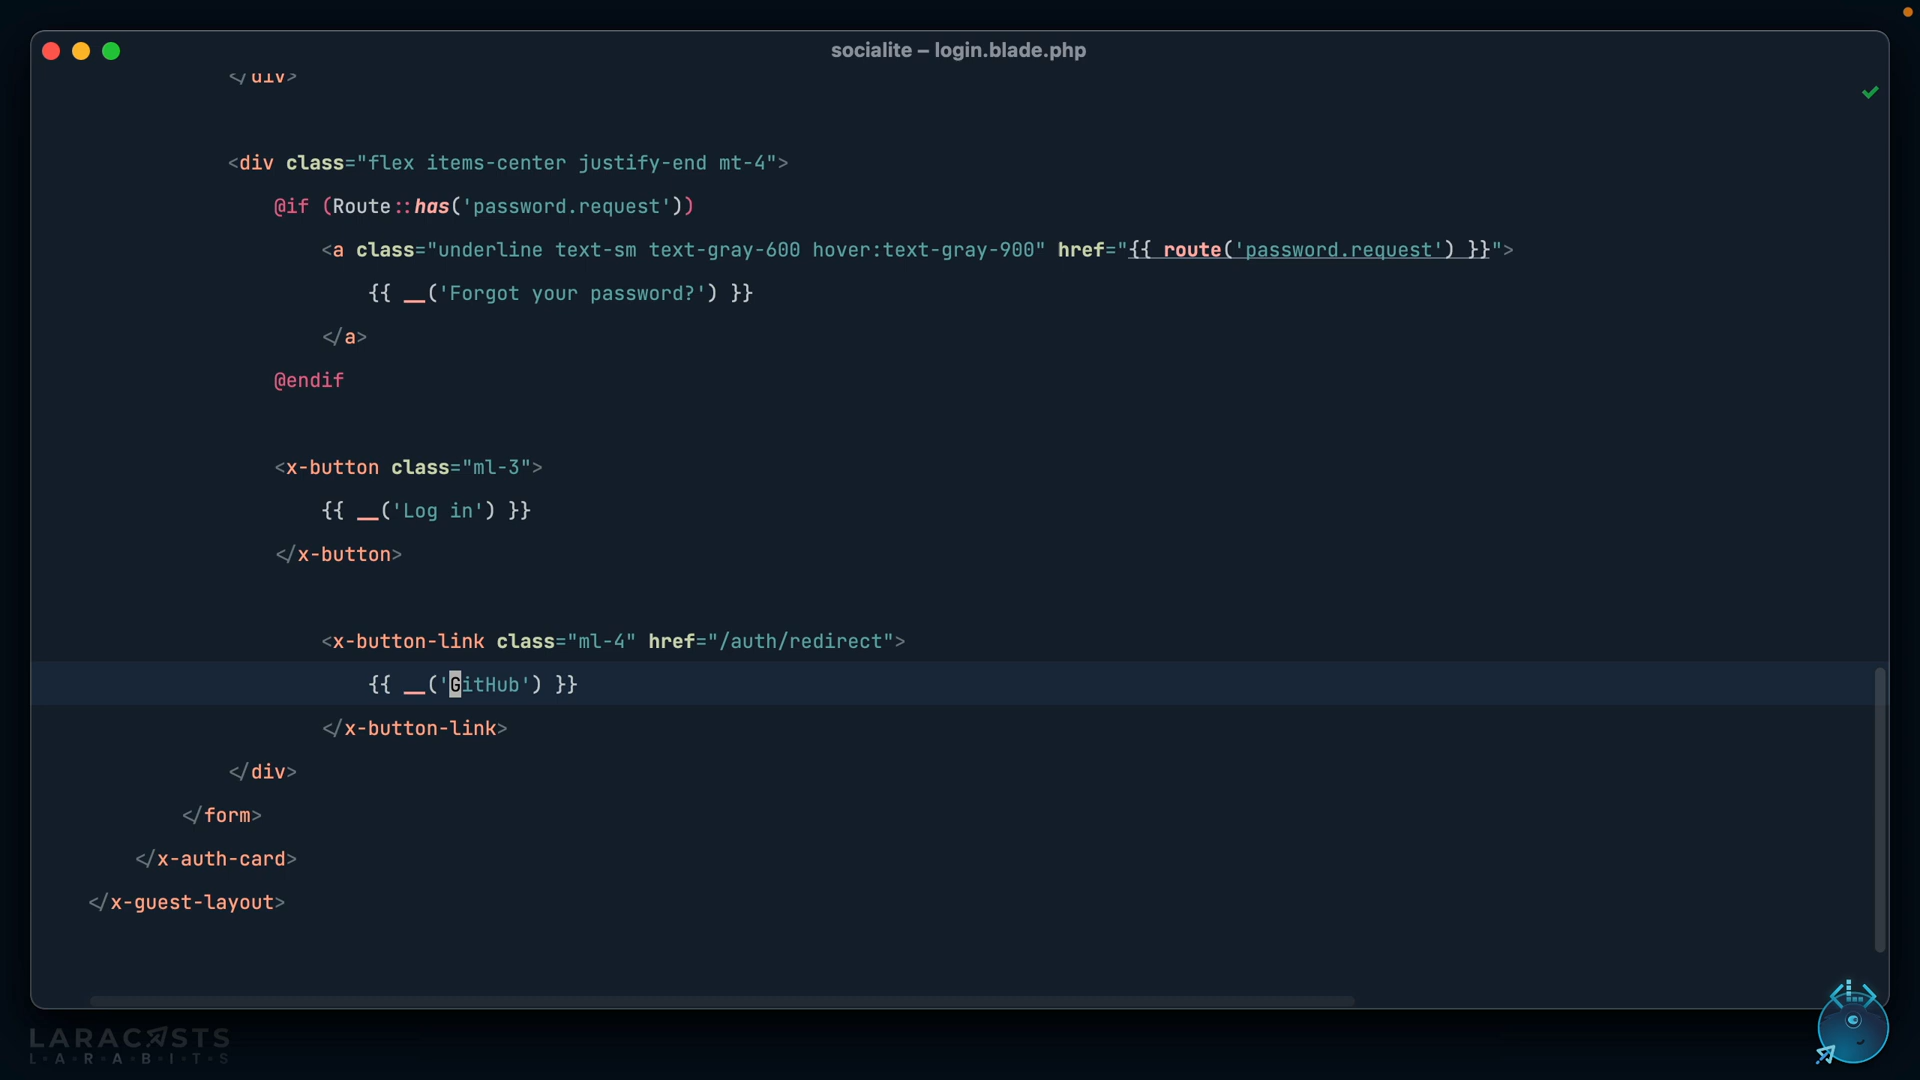 socialite – login.blade.php
</div>
<div class="flex items-center justify-end mt-4">
@if (Route::has('password.request'))
<a class="underline text-sm text-gray-600 hover:text-gray-900" href="{{ route('password.request') }}">
{{ __('Forgot your password?') }}
</a>
@endif
<x-button class="ml-3">
{{ __('Log in') }}
</x-button>
<x-button-link class="ml-4" href="/auth/redirect">
{{ __('GitHub') }}
</x-button-link>
</div>
</form>
</x-auth-card>
</x-guest-layout>
LARACASTS
L·A·R·A·B·I·T·S